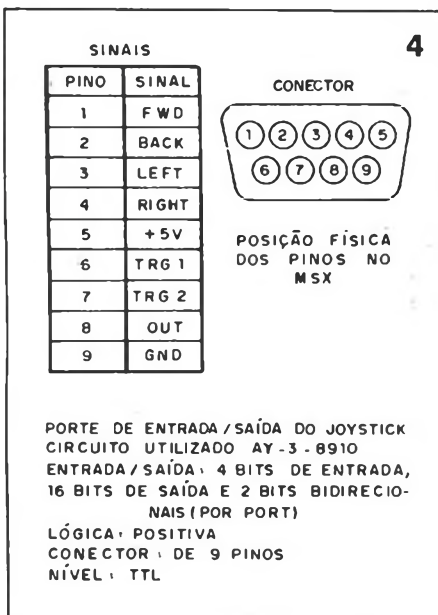 4
SINAIS
PINO SINAL
1 FWD
2 BACK
3 LEFT
4 RIGHT
5 +5V
6 TRG 1
7 TRG 2
8 OUT
9 GND
CONECTOR
1 2 3 4 5
6 7 8 9
POSIÇÃO FÍSICA
DOS PINOS NO
MSX
PORTE DE ENTRADA/SAÍDA DO JOYSTICK
CIRCUITO UTILIZADO AY-3-8910
ENTRADA/SAÍDA: 4 BITS DE ENTRADA,
16 BITS DE SAÍDA E 2 BITS BIDIRECIO-
NAIS (POR PORT)
LÓGICA: POSITIVA
CONECTOR: DE 9 PINOS
NÍVEL: TTL